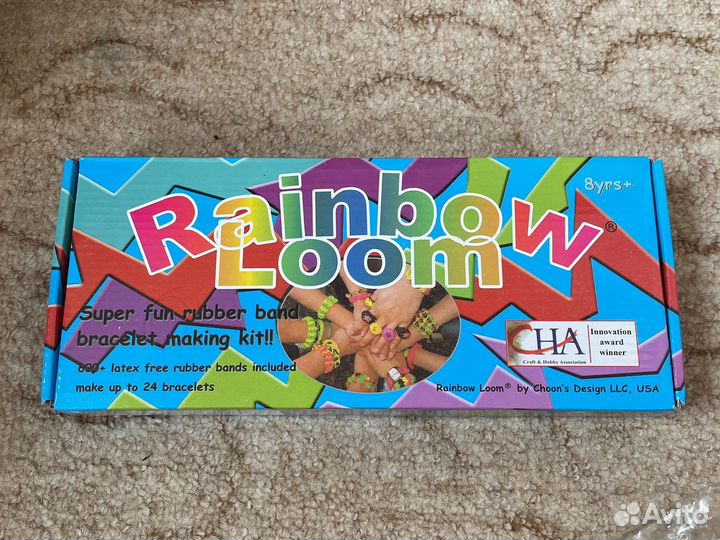 8yrs+
Rainbow®
Loom
Super fun rubber band
bracelet making kit!!
600+ latex free rubber bands included
make up to 24 bracelets
CHA
Craft & Hobby Association
Innovation
award
winner
Rainbow Loom® by Choon's Design LLC, USA
Avito